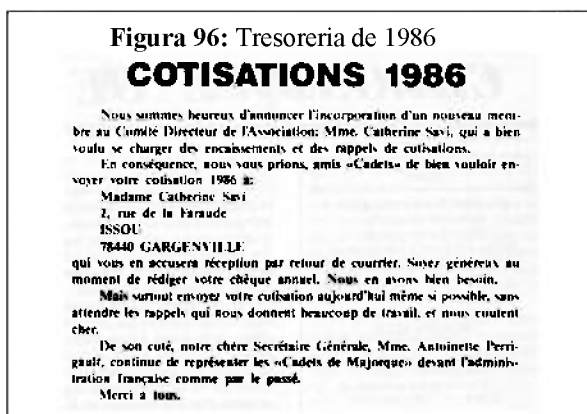 Figura 96: Tresoreria de 1986
COTISATIONS 1986
Nous sommes heureux d'annoncer l'incorporation d'un nouveau mem-
bre au Comité Directeur de l'Association: Mme. Catherine Savi, qui a bien
voulu se charger des encaissements et des rappels de cotisations.
En conséquence, nous vous prions, amis «Cadets» de bien vouloir en-
voyer votre cotisation 1986 a:
Madame Catherine Savi
2, rue de la Faraude
ISSOU
78440 GARGENVILLE
qui vous en accusera réception par retour de courrier. Soyez généreux au
moment de rédiger votre chèque annuel. Nous en avons bien besoin.
Mais surtout envoyez votre cotisation aujourd'hui même si possible, sans
attendre les rappels qui nous donnent beaucoup de travail, et nous coutent
cher.
De son coté, notre chère Secrétaire Générale, Mme. Antoinette Perri-
gault, continue de représenter les «Cadets de Majorque» devant l'adminis-
tration française comme par le passé.
Merci a tous.